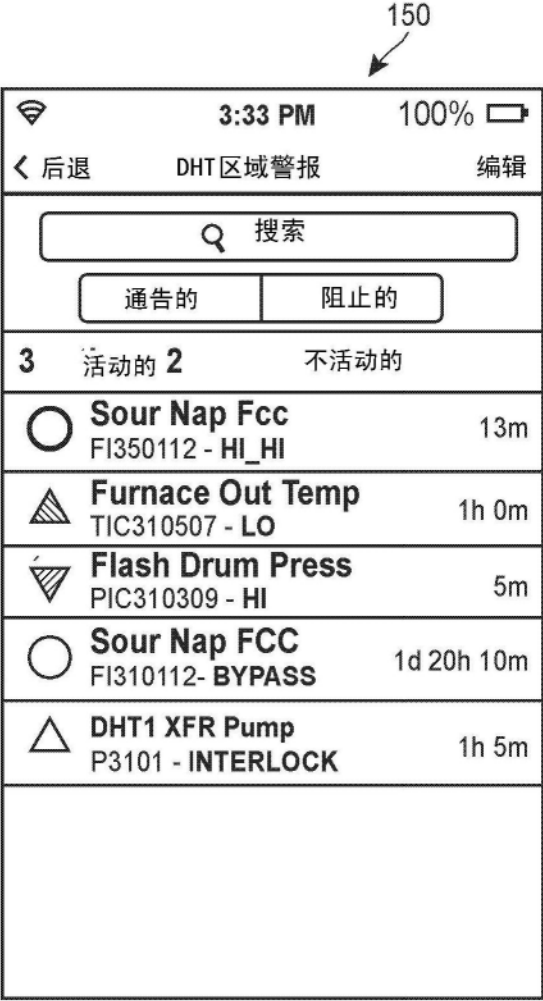 150
3:33 PM 100%
后退 DHT区域警报 编辑
搜索
通告的 阻止的
3 活动的 2 不活动的
Sour Nap Fcc
FI350112 - HI_HI 13m
Furnace Out Temp
TIC310507 - LO 1h 0m
Flash Drum Press
PIC310309 - HI 5m
Sour Nap FCC
FI310112- BYPASS 1d 20h 10m
DHT1 XFR Pump
P3101 - INTERLOCK 1h 5m